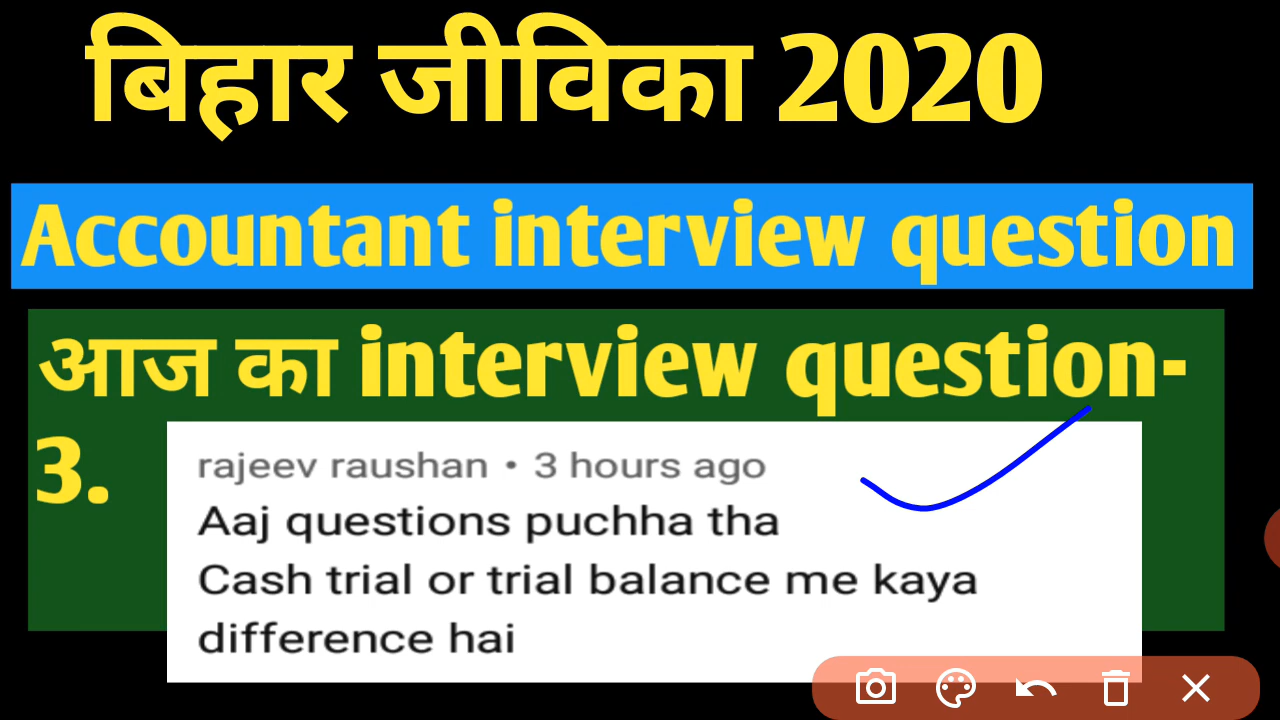 बिहार जीविका 2020
Accountant interview question
आज का interview question-
3.
rajeev raushan • 3 hours ago
Aaj questions puchha tha
Cash trial or trial balance me kaya
difference hai